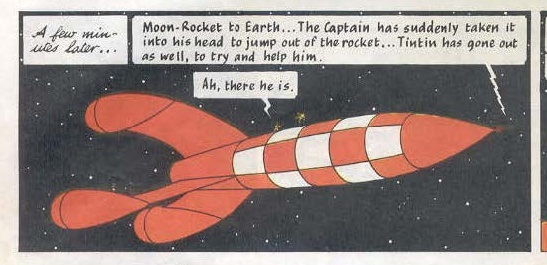 A few min-
utes later...
Moon-Rocket to Earth... The Captain has suddenly taken it
into his head to jump out of the rocket... Tintin has gone out
as well, to try and help him.
Ah, there he is.